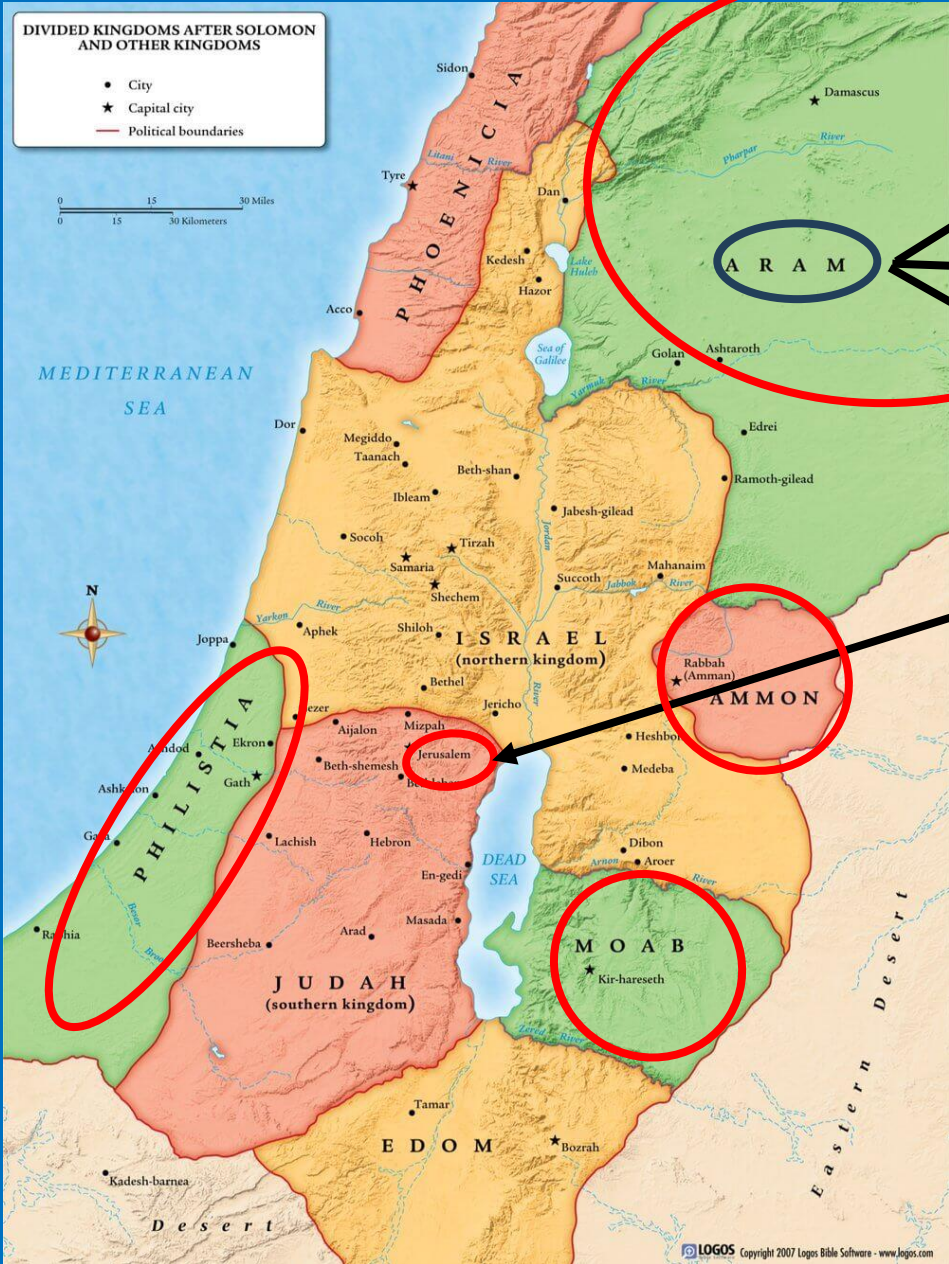 DIVIDED KINGDOMS AFTER SOLOMON
AND OTHER KINGDOMS
City
Capital city
Political boundaries
0 15 30 Miles
0 15 30 Kilometers
Sidon
Damascus
PHOENICIA
Litani River
Pharpar River
Tyre
Dan
ARAM
Kedesh
Lake
Huleh
Hazor
Acco
Sea of
Galilee
Golan
Ashtaroth
Yarmuk River
MEDITERRANEAN
SEA
Dor
Edrei
Megiddo
Taanach
Beth-shan
Ramoth-gilead
Ibleam
Jabesh-gilead
Jordan
River
Socoh
Tirzah
Samaria
Mahanaim
Succoth
Jabbok River
Shechem
N
Yarkon River
Aphek
Shiloh
ISRAEL
(northern kingdom)
Joppa
Rabbah
(Amman)
Bethel
AMMON
Jericho
Mizpah
Aijalon
Heshbon
Ekron
Jerusalem
Beth-shemesh
Medeba
Gath
PHILISTIA
Lachish
Hebron
Dibon
Aroer
Arnon River
DEAD
SEA
En-gedi
Masada
Besor
Arad
Beersheba
MOAB
Kir-hareseth
JUDAH
(southern kingdom)
Zered River
Eastern Desert
Tamar
EDOM
Bozrah
Kadesh-barnea
Desert
LOGOS Copyright 2007 Logos Bible Software - www.logos.com